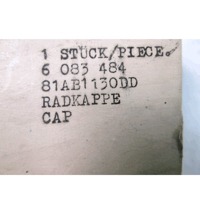 1 STÜCK/PIECE.
6 083 484
81AB1130DD
RADKAPPE
CAP